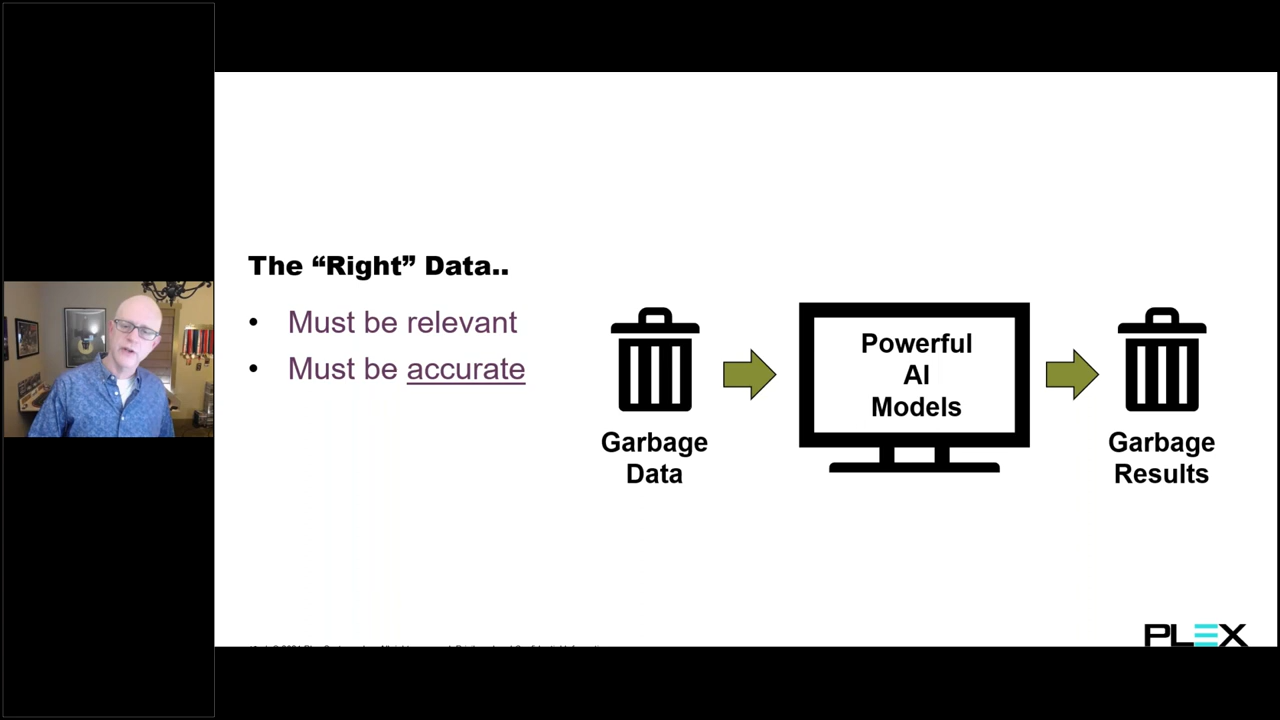 The “Right” Data..
• Must be relevant
• Must be accurate
Garbage
Data
Powerful
AI
Models
Garbage
Results
PLEX